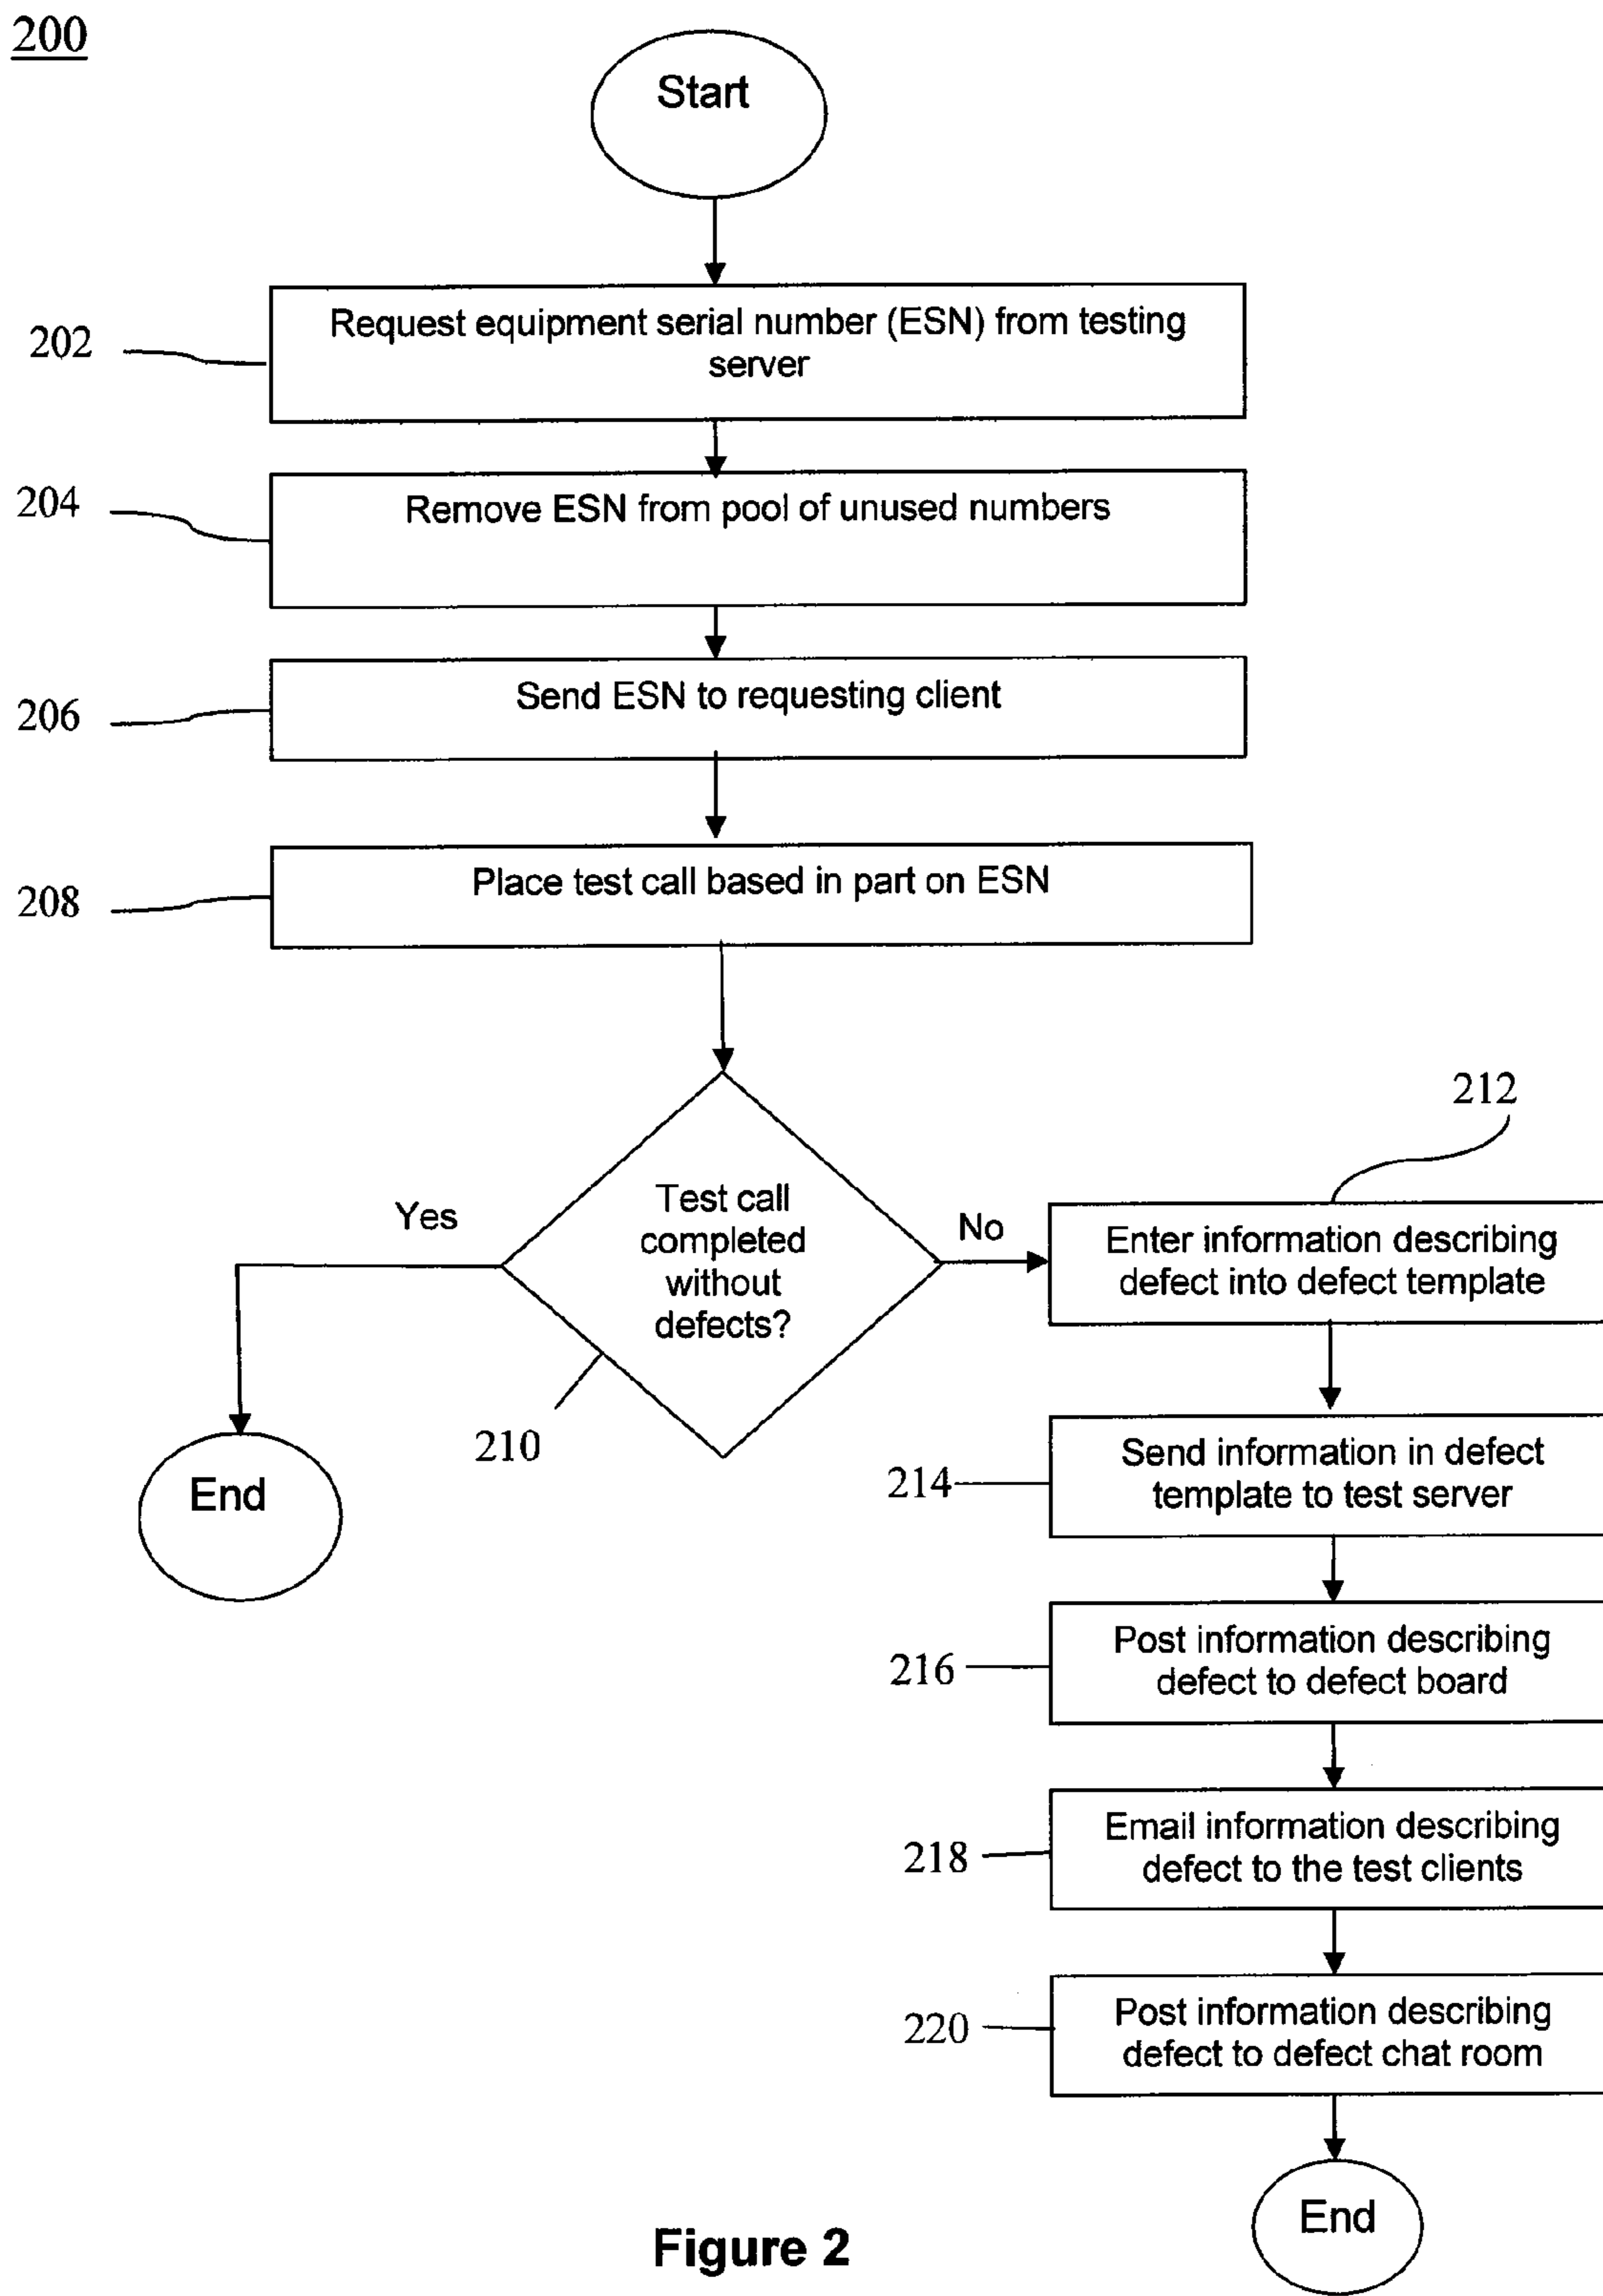 200
Start
202
Request equipment serial number (ESN) from testing
server
204
Remove ESN from pool of unused numbers
206
Send ESN to requesting client
208
Place test call based in part on ESN
212
Yes
Test call
completed
without
defects?
No
Enter information describing
defect into defect template
210
End
214
Send information in defect
template to test server
216
Post information describing
defect to defect board
218
Email information describing
defect to the test clients
220
Post information describing
defect to defect chat room
End
Figure 2